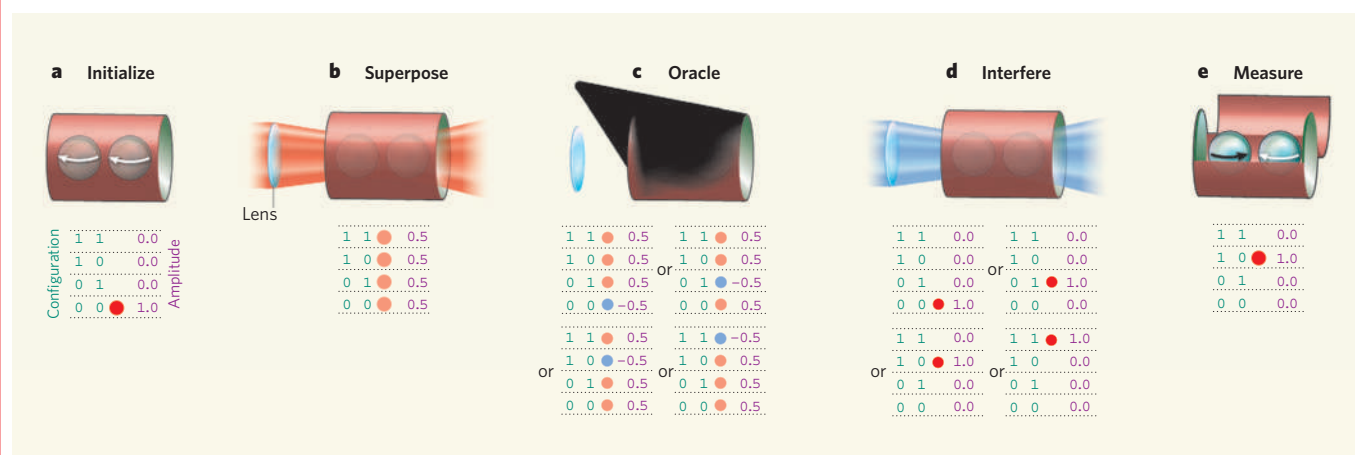 a Initialize
b Superpose
c Oracle
d Interfere
e Measure
Lens
Configuration
Amplitude
1 1 0.0
1 0 0.0
0 1 0.0
0 0 1.0
1 1 0.5
1 0 0.5
0 1 0.5
0 0 0.5
1 1 0.5
1 0 0.5
0 1 0.5
0 0 −0.5
or
1 1 0.5
1 0 0.5
0 1 −0.5
0 0 0.5
or
1 1 0.5
1 0 −0.5
0 1 0.5
0 0 0.5
or
1 1 −0.5
1 0 0.5
0 1 0.5
0 0 0.5
1 1 0.0
1 0 0.0
0 1 0.0
0 0 1.0
or
1 1 0.0
1 0 0.0
0 1 1.0
0 0 0.0
or
1 1 0.0
1 0 1.0
0 1 0.0
0 0 0.0
or
1 1 1.0
1 0 0.0
0 1 0.0
0 0 0.0
1 1 0.0
1 0 1.0
0 1 0.0
0 0 0.0